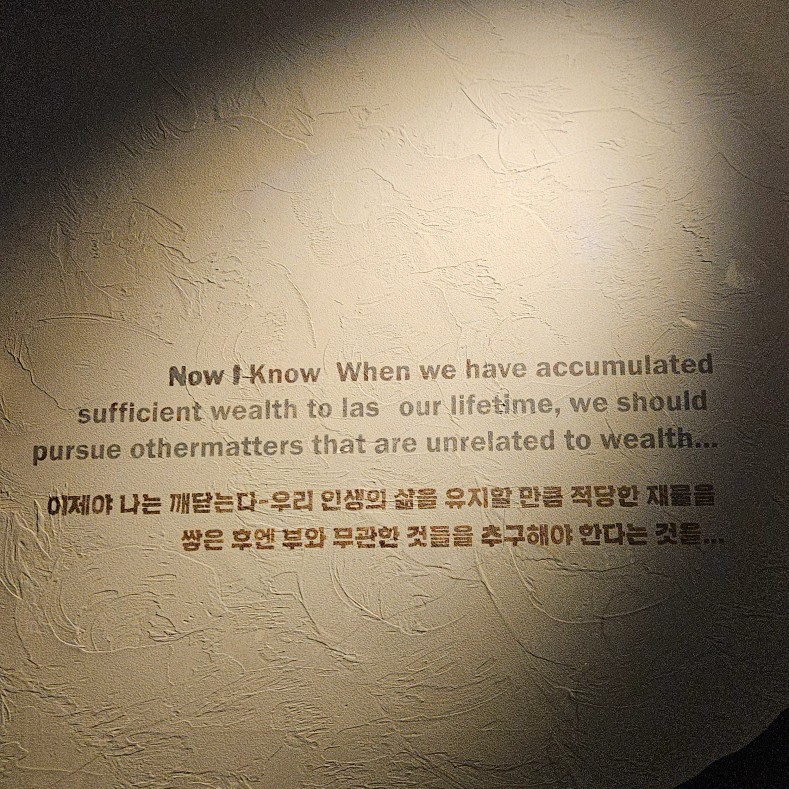 Now I Know When we have accumulated
sufficient wealth to las our lifetime, we should
pursue othermatters that are unrelated to wealth...
이제야 나는 깨닫는다-우리 인생의 삶을 유지할 만큼 적당한 재물을
쌓은 후엔 부와 무관한 것들을 추구해야 한다는 것을...